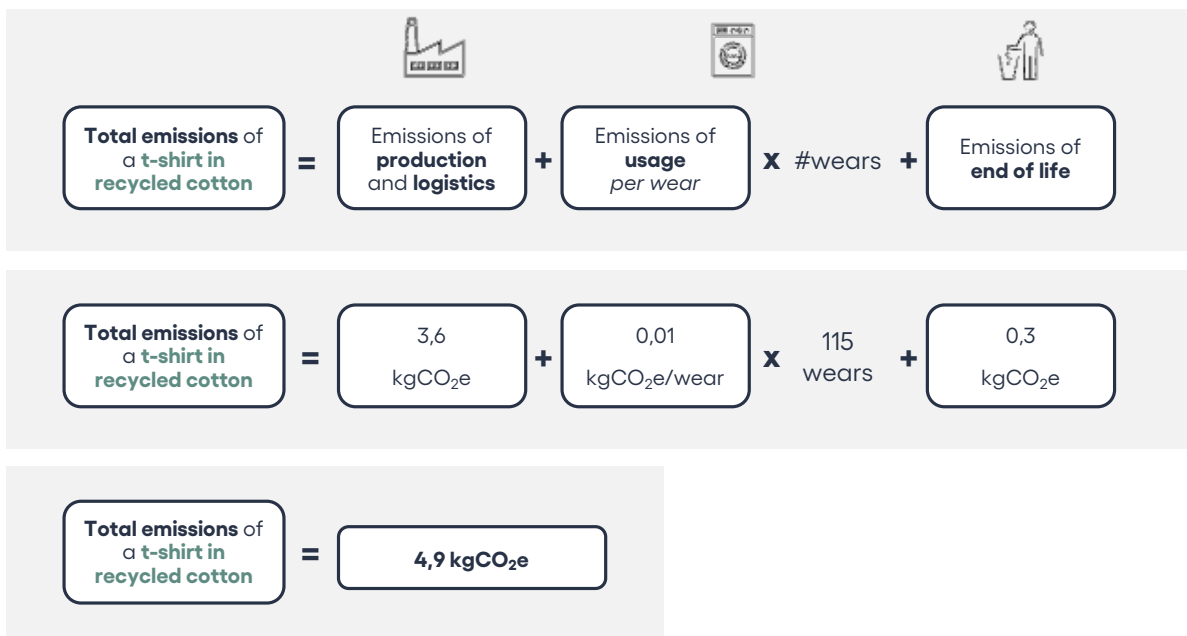 Total emissions of
a t-shirt in
recycled cotton
=
Emissions of
production
and logistics
+
Emissions of
usage
per wear
x #wears +
Emissions of
end of life
Total emissions of
a t-shirt in
recycled cotton
=
3,6
kgCO₂e
+
0,01
kgCO₂e/wear
x
115
wears
+
0,3
kgCO₂e
Total emissions of
a t-shirt in
recycled cotton
=
4,9 kgCO₂e